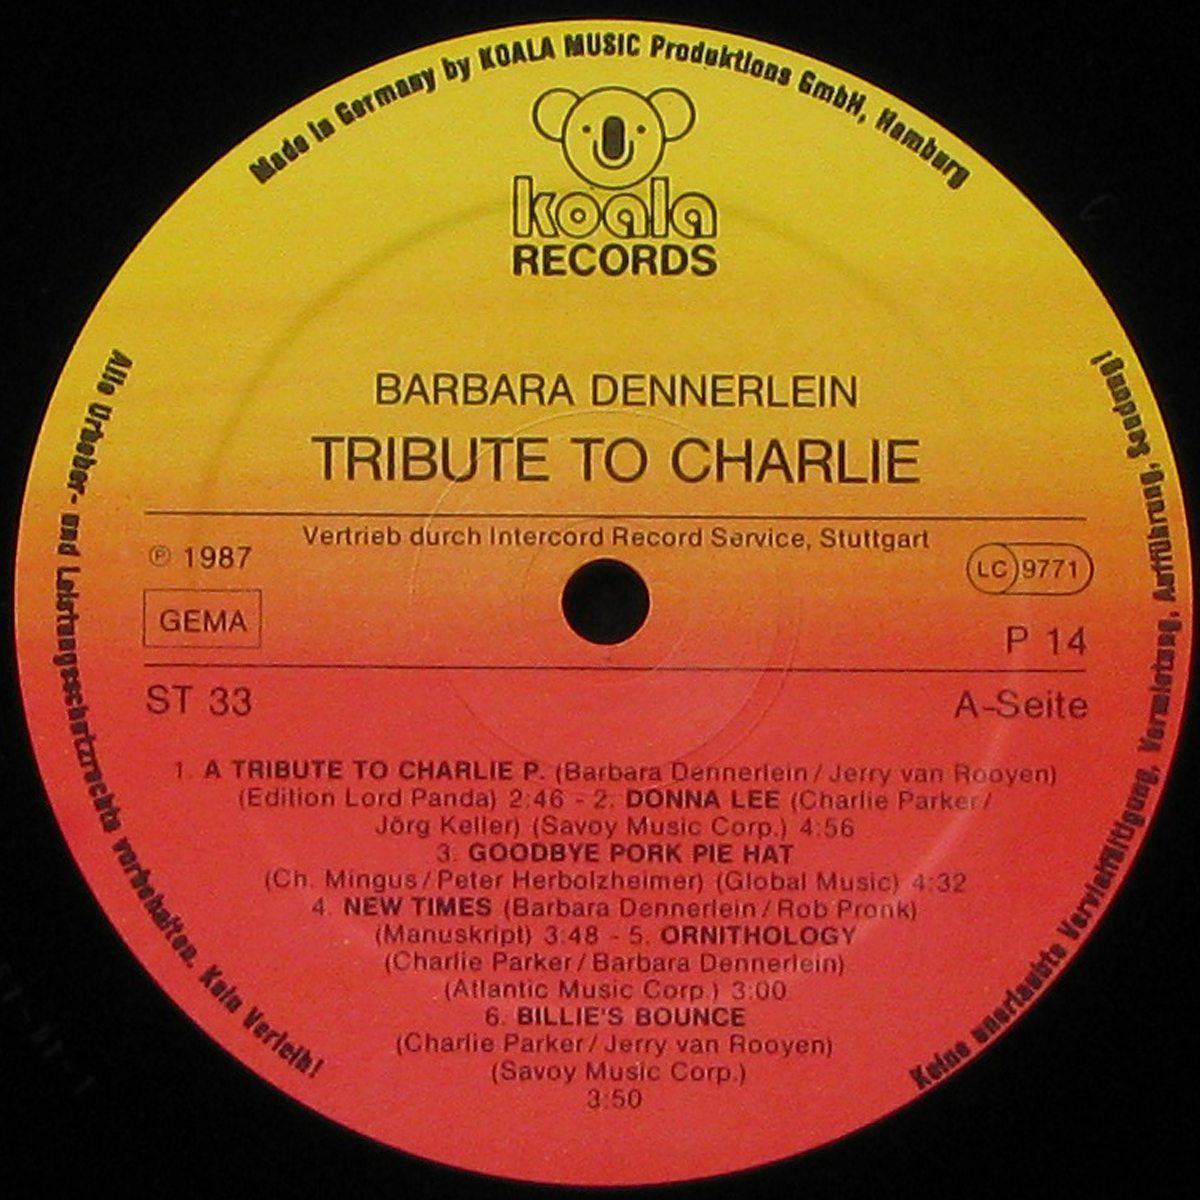 Made in Germany by KOALA MUSIC Produktions GmbH, Hamburg
koala
RECORDS
BARBARA DENNERLEIN
TRIBUTE TO CHARLIE
Vertrieb durch Intercord Record Service, Stuttgart
℗ 1987
LC 9771
GEMA
P 14
ST 33
A-Seite
1. A TRIBUTE TO CHARLIE P. (Barbara Dennerlein / Jerry van Rooyen)
(Edition Lord Panda) 2:46 - 2. DONNA LEE (Charlie Parker /
Jörg Keller) (Savoy Music Corp.) 4:56
3. GOODBYE PORK PIE HAT
(Ch. Mingus / Peter Herbolzheimer) (Global Music) 4:32
4. NEW TIMES (Barbara Dennerlein / Rob Pronk)
(Manuskript) 3:48 - 5. ORNITHOLOGY
(Charlie Parker / Barbara Dennerlein)
(Atlantic Music Corp.) 3:00
6. BILLIE'S BOUNCE
(Charlie Parker / Jerry van Rooyen)
(Savoy Music Corp.)
3:50
Alle Urheber- und Leistungsschutzrechte vorbehalten. Kein Verleih!
Keine unerlaubte Vervielfältigung, Vermietung, Aufführung, Sendung!